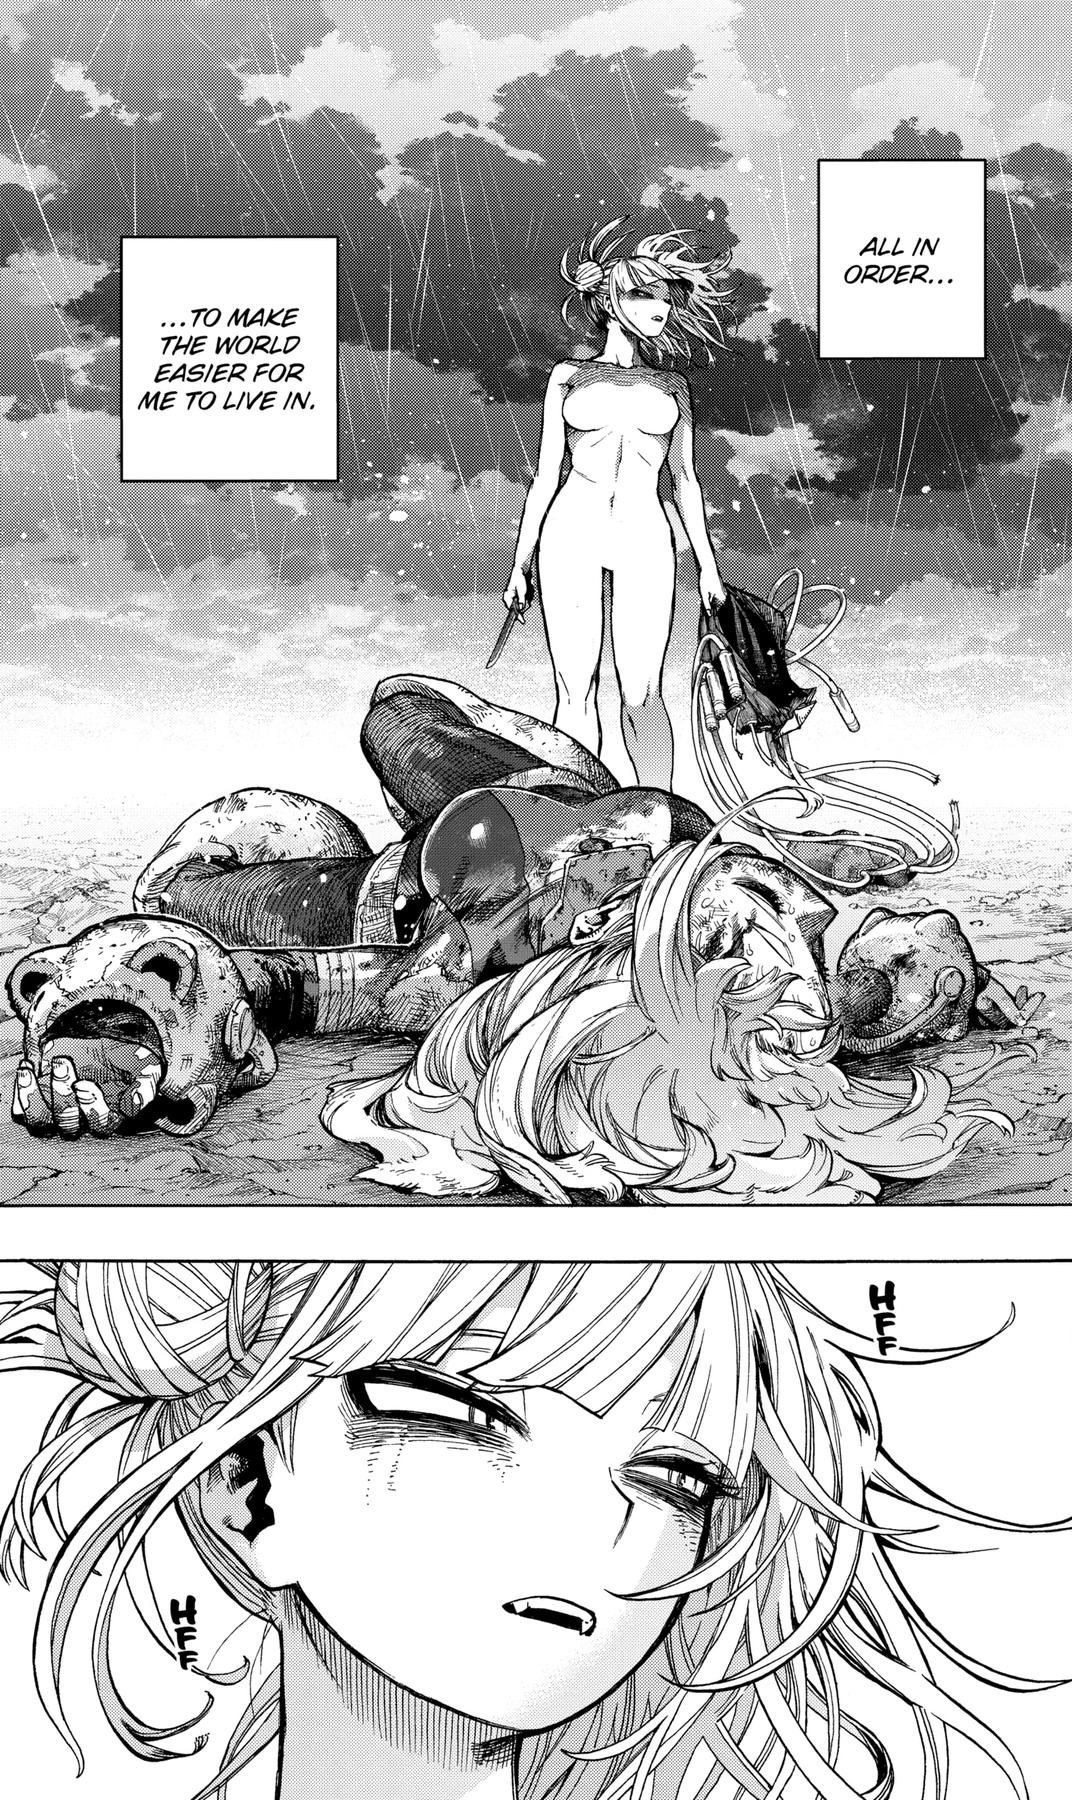 ALL IN
ORDER...
...TO MAKE
THE WORLD
EASIER FOR
ME TO LIVE IN.
HFF
HFF